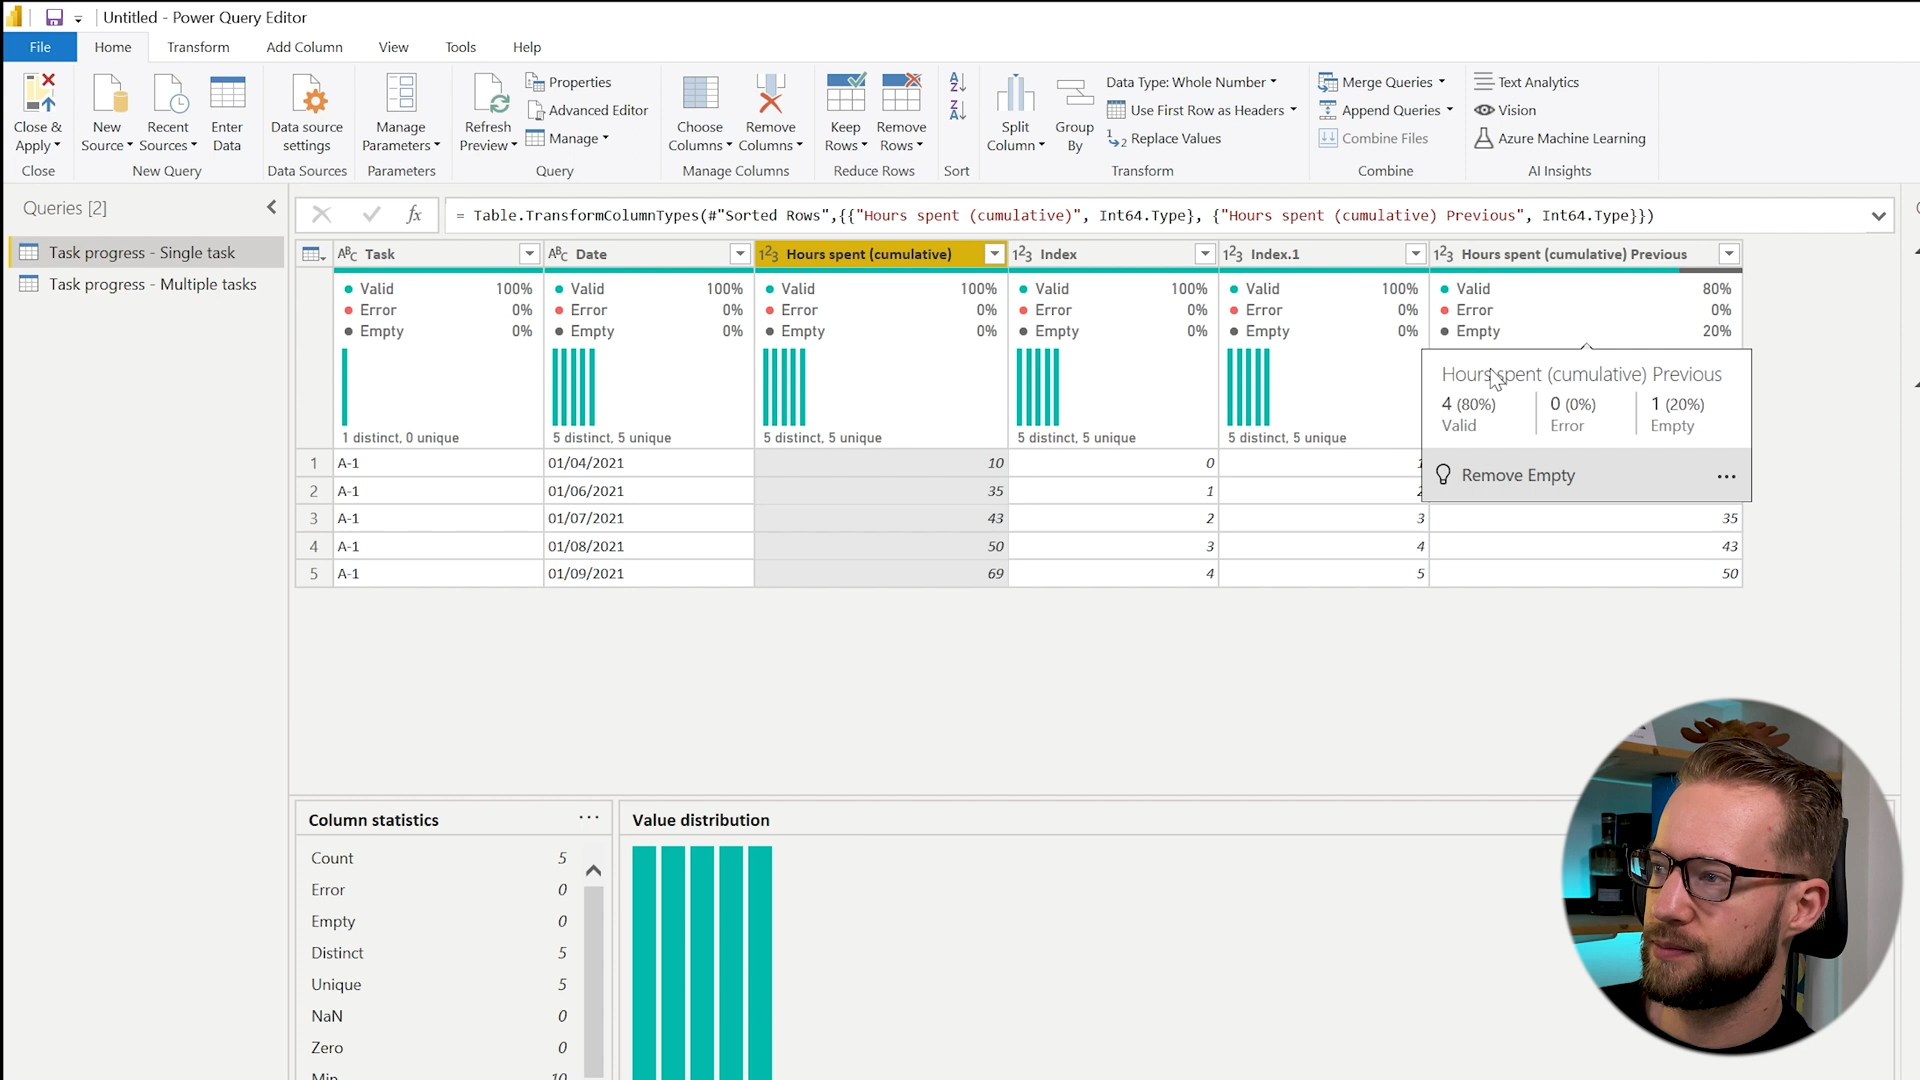 Untitled - Power Query Editor
File Home Transform Add Column View Tools Help
Close & Apply
New Source
Recent Sources
Enter Data
Data source settings
Manage Parameters
Refresh Preview
Properties
Advanced Editor
Manage
Choose Columns
Remove Columns
Keep Rows
Remove Rows
A Z
Z A
Split Column
Group By
Data Type: Whole Number
Use First Row as Headers
1 2 Replace Values
Merge Queries
Append Queries
Combine Files
Text Analytics
Vision
Azure Machine Learning
Close New Query Data Sources Parameters Query Manage Columns Reduce Rows Sort Transform Combine AI Insights
Queries [2]
Task progress - Single task
Task progress - Multiple tasks
fx = Table.TransformColumnTypes(#"Sorted Rows",{{"Hours spent (cumulative)", Int64.Type}, {"Hours spent (cumulative) Previous", Int64.Type}})
ABC Task ABC Date 123 Hours spent (cumulative) 123 Index 123 Index.1 123 Hours spent (cumulative) Previous
Valid 100% Valid 100% Valid 100% Valid 100% Valid 100% Valid 80%
Error 0% Error 0% Error 0% Error 0% Error 0% Error 0%
Empty 0% Empty 0% Empty 0% Empty 0% Empty 0% Empty 20%
1 distinct, 0 unique 5 distinct, 5 unique 5 distinct, 5 unique 5 distinct, 5 unique 5 distinct, 5 unique
Hours spent (cumulative) Previous
4 (80%) 0 (0%) 1 (20%)
Valid Error Empty
Remove Empty ...
1 A-1 01/04/2021 10 0 1
2 A-1 01/06/2021 35 1 2
3 A-1 01/07/2021 43 2 3 35
4 A-1 01/08/2021 50 3 4 43
5 A-1 01/09/2021 69 4 5 50
Column statistics ...
Count 5
Error 0
Empty 0
Distinct 5
Unique 5
NaN 0
Zero 0
Min 10
Value distribution